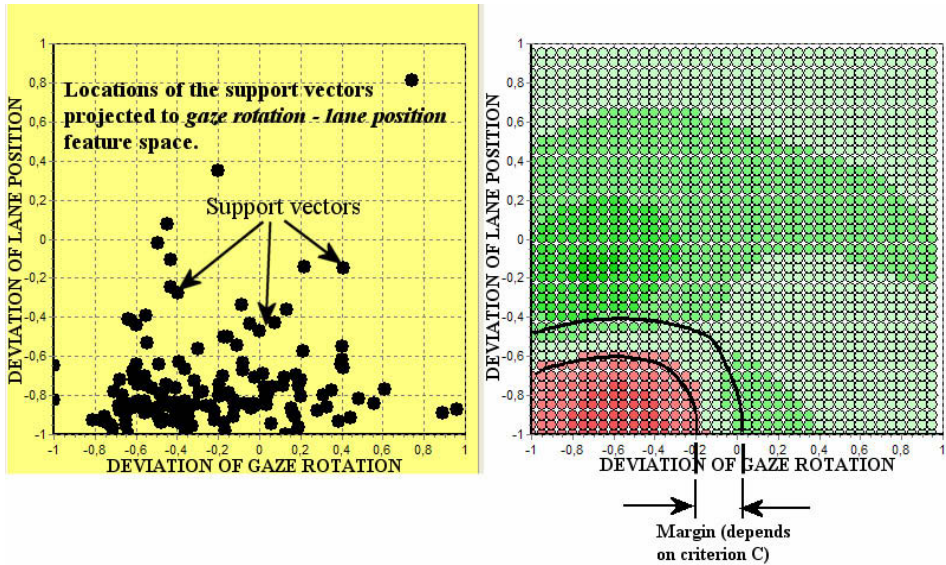 1
0,8
0,6
0,4
0,2
0
-0,2
-0,4
-0,6
-0,8
-1
DEVIATION OF LANE POSITION
Locations of the support vectors
projected to gaze rotation - lane position
feature space.
Support vectors
-1 -0,8 -0,6 -0,4 -0,2 0 0,2 0,4 0,6 0,8 1
DEVIATION OF GAZE ROTATION
1
0,8
0,6
0,4
0,2
0
-0,2
-0,4
-0,6
-0,8
-1
DEVIATION OF LANE POSITION
-1 -0,8 -0,6 -0,4 -0,2 0 0,2 0,4 0,6 0,8 1
DEVIATION OF GAZE ROTATION
Margin (depends
on criterion C)